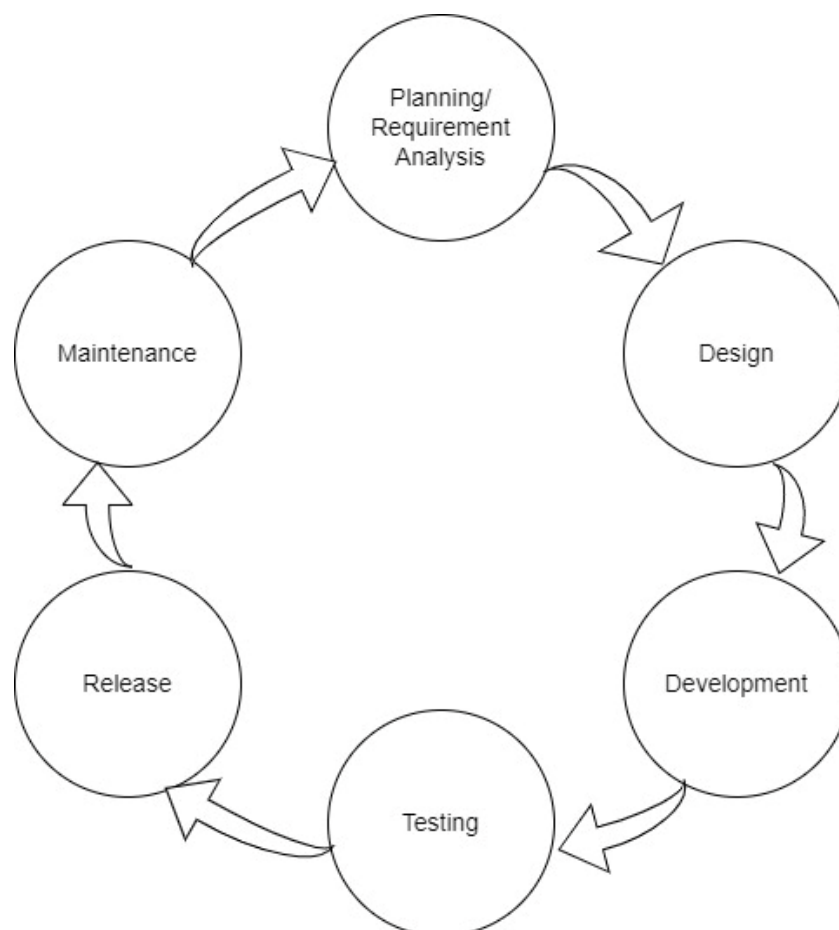 Planning/
Requirement
Analysis
Design
Development
Testing
Release
Maintenance